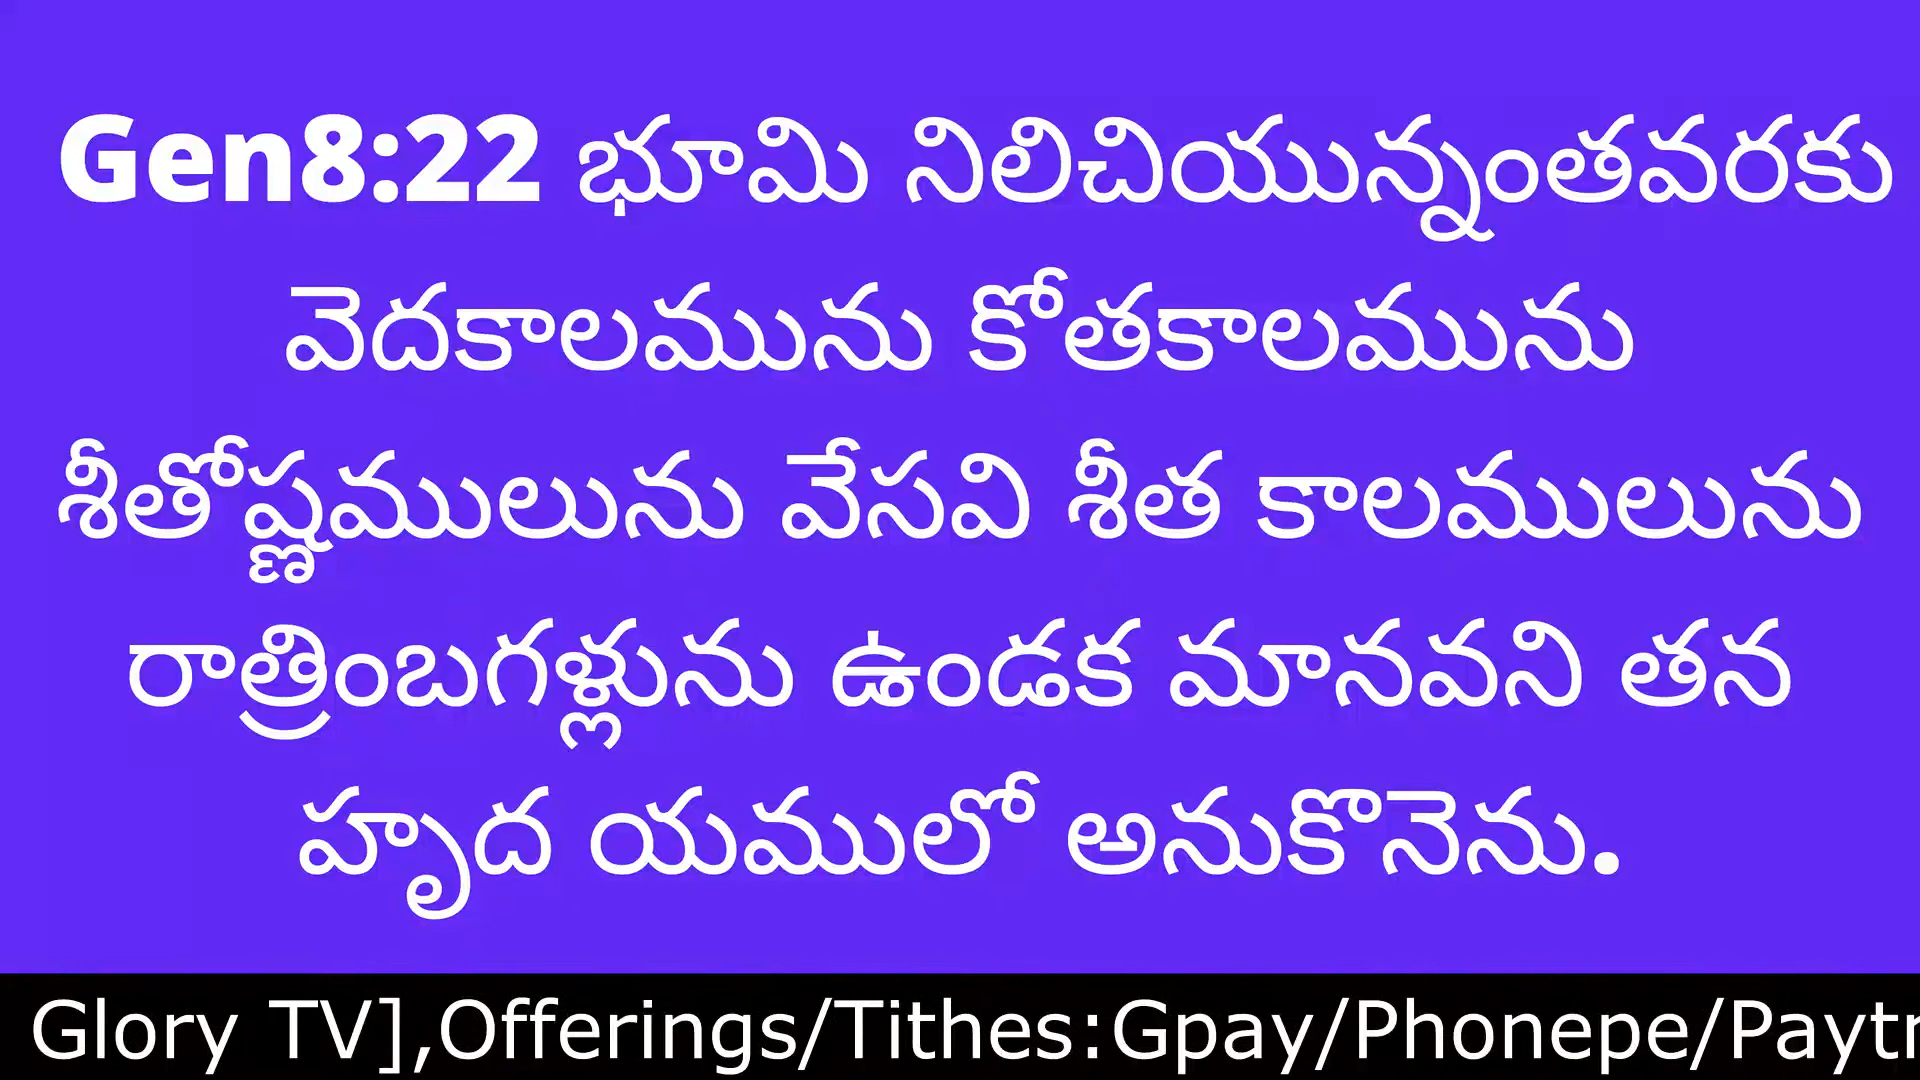 Gen8:22 భూమి నిలిచియున్నంతవరకు
వెదకాలమును కోతకాలమును
శీతోష్ణములును వేసవి శీత కాలములును
రాత్రింబగళ్లును ఉండక మానవని తన
హృద యములో అనుకొనెను.
Glory TV],Offerings/Tithes:Gpay/Phonepe/Payt